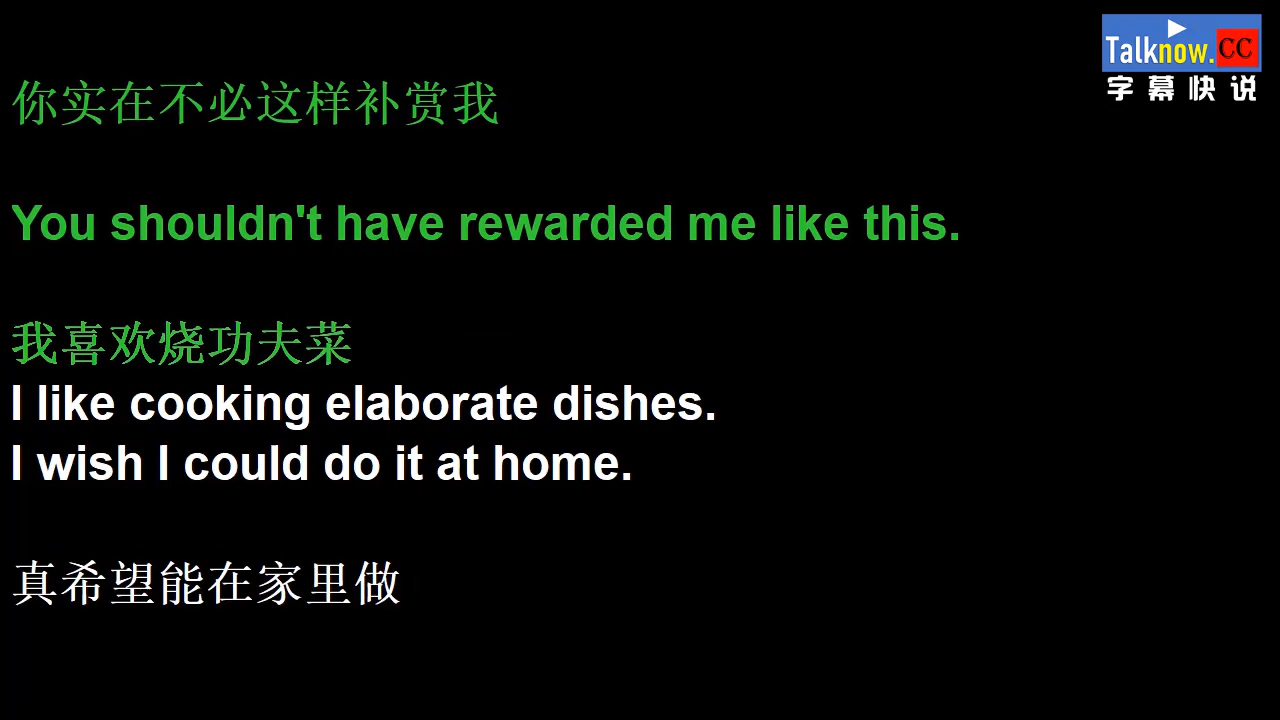 Talknow.CC
字幕快说
你实在不必这样补赏我
You shouldn't have rewarded me like this.
我喜欢烧功夫菜
I like cooking elaborate dishes.
I wish I could do it at home.
真希望能在家里做